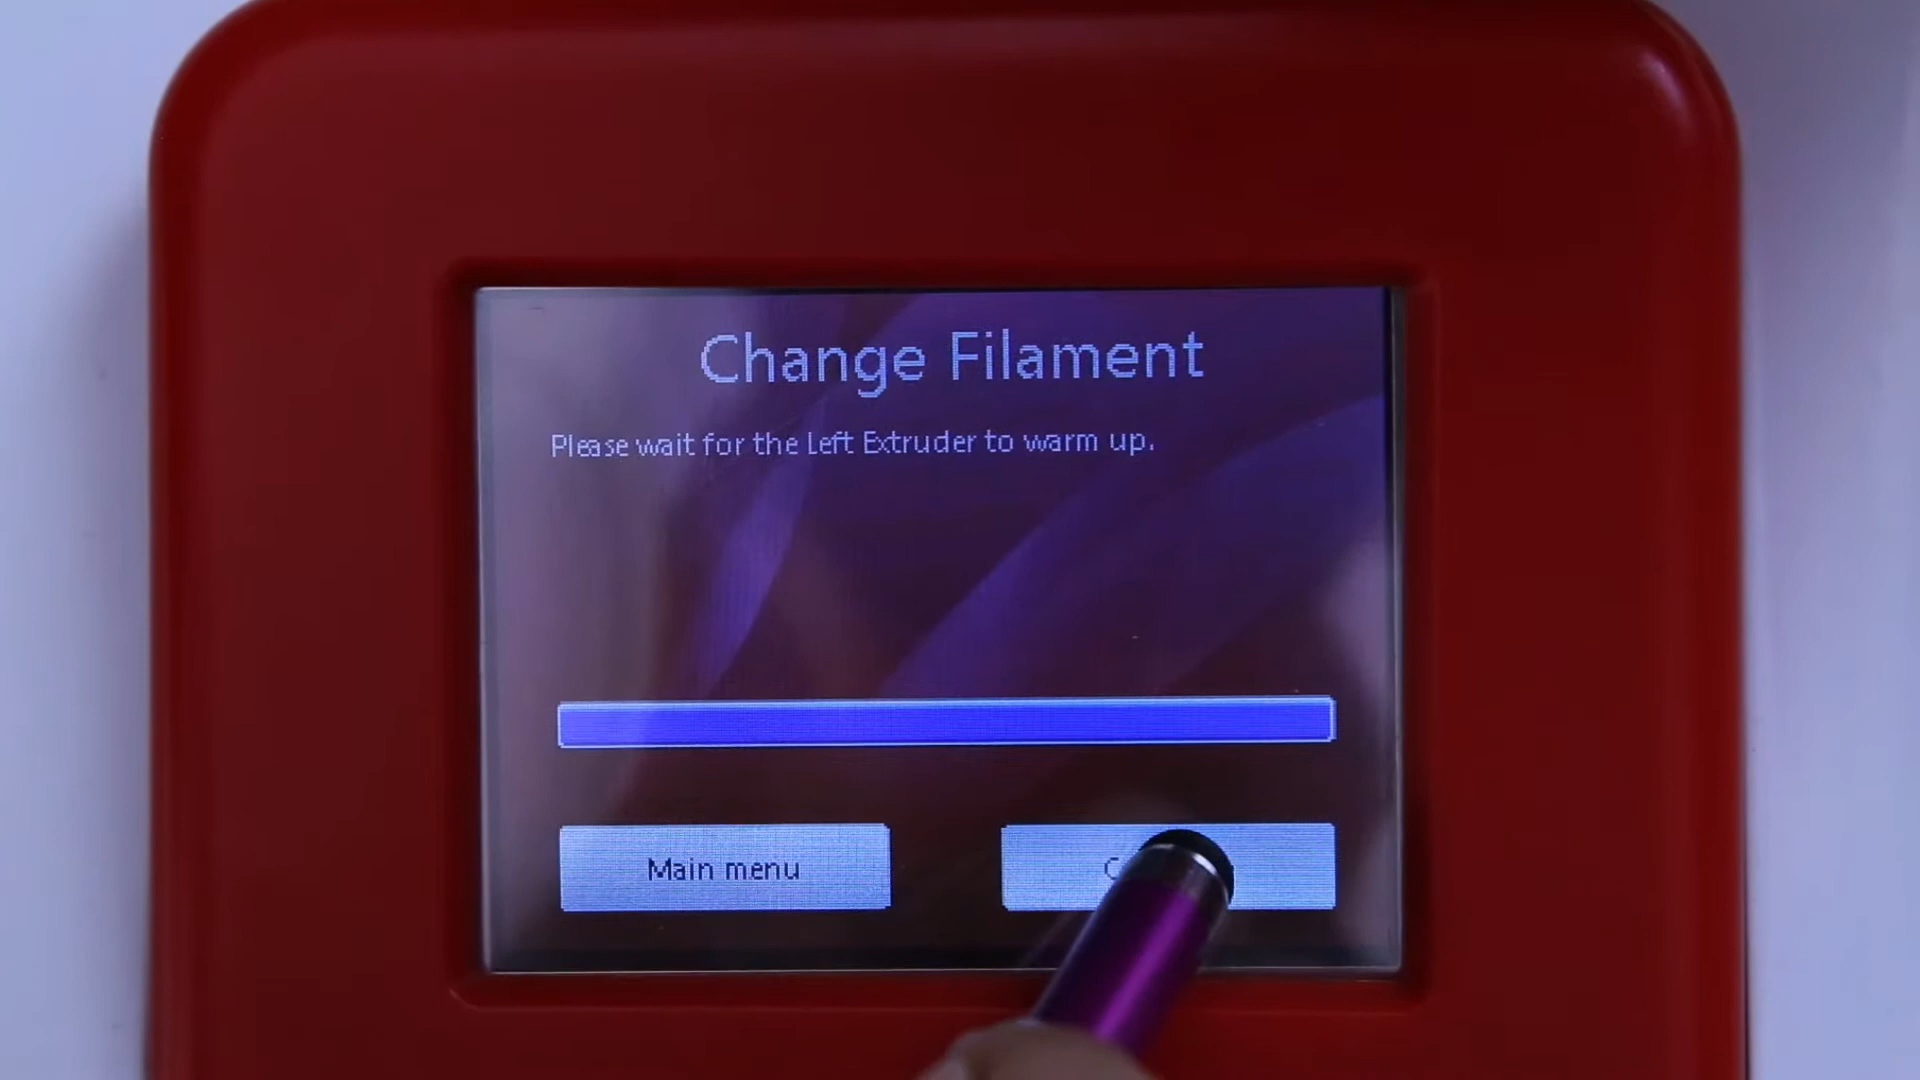 Change Filament
Please wait for the Left Extruder to warm up.
Main menu